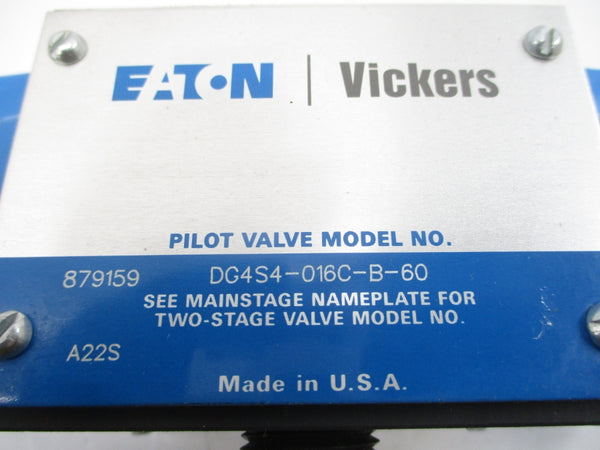 EATON | Vickers
PILOT VALVE MODEL NO.
879159 DG4S4-016C-B-60
SEE MAINSTAGE NAMEPLATE FOR
TWO-STAGE VALVE MODEL NO.
A22S
Made in U.S.A.